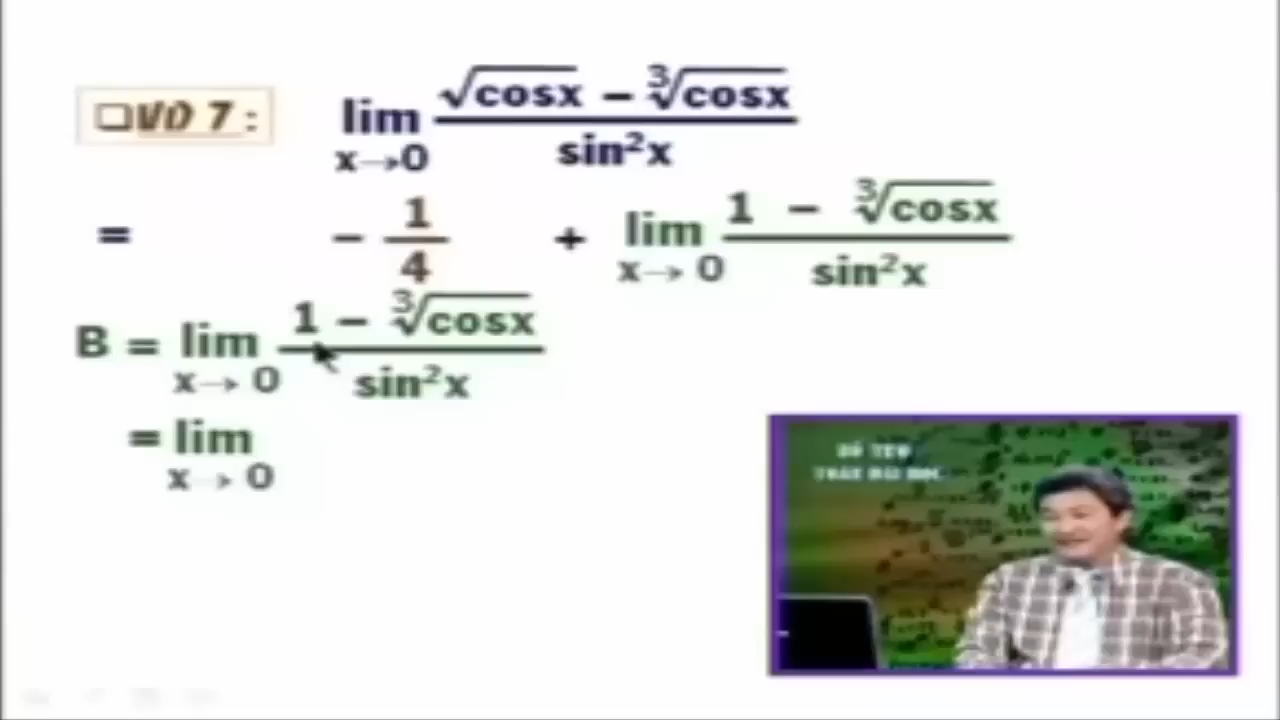 ❑VD 7 : lim x→0 (√cosx − ∛cosx) / sin²x
= − 1/4 + lim x→0 (1 − ∛cosx) / sin²x
B = lim x→0 (1 − ∛cosx) / sin²x
= lim x→0